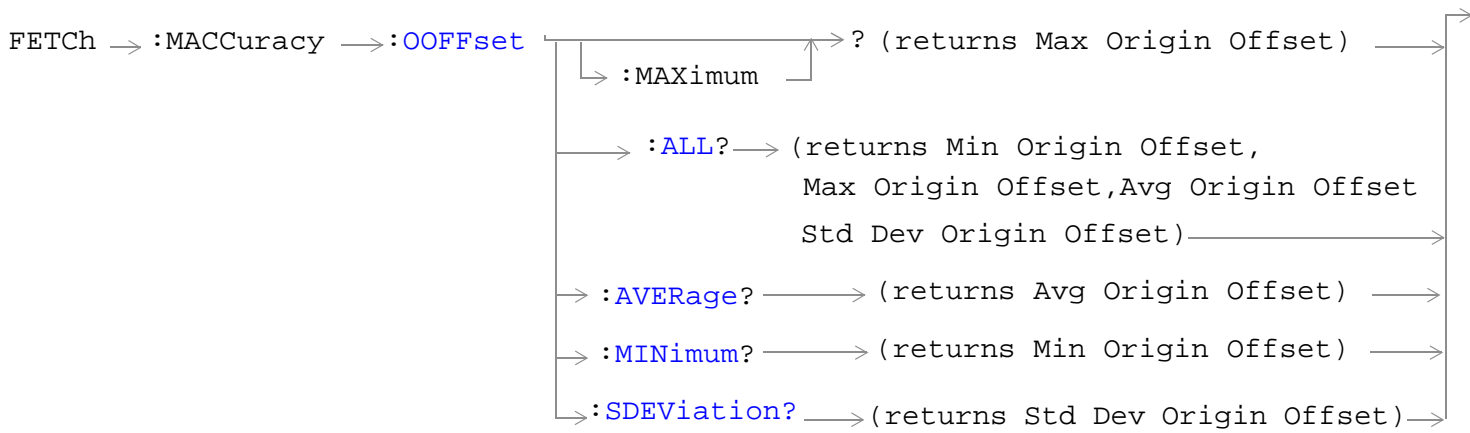 FETCh :MACCuracy :OOFFset ? (returns Max Origin Offset)
:MAXimum
:ALL? (returns Min Origin Offset,
Max Origin Offset,Avg Origin Offset
Std Dev Origin Offset)
:AVERage? (returns Avg Origin Offset)
:MINimum? (returns Min Origin Offset)
:SDEViation? (returns Std Dev Origin Offset)